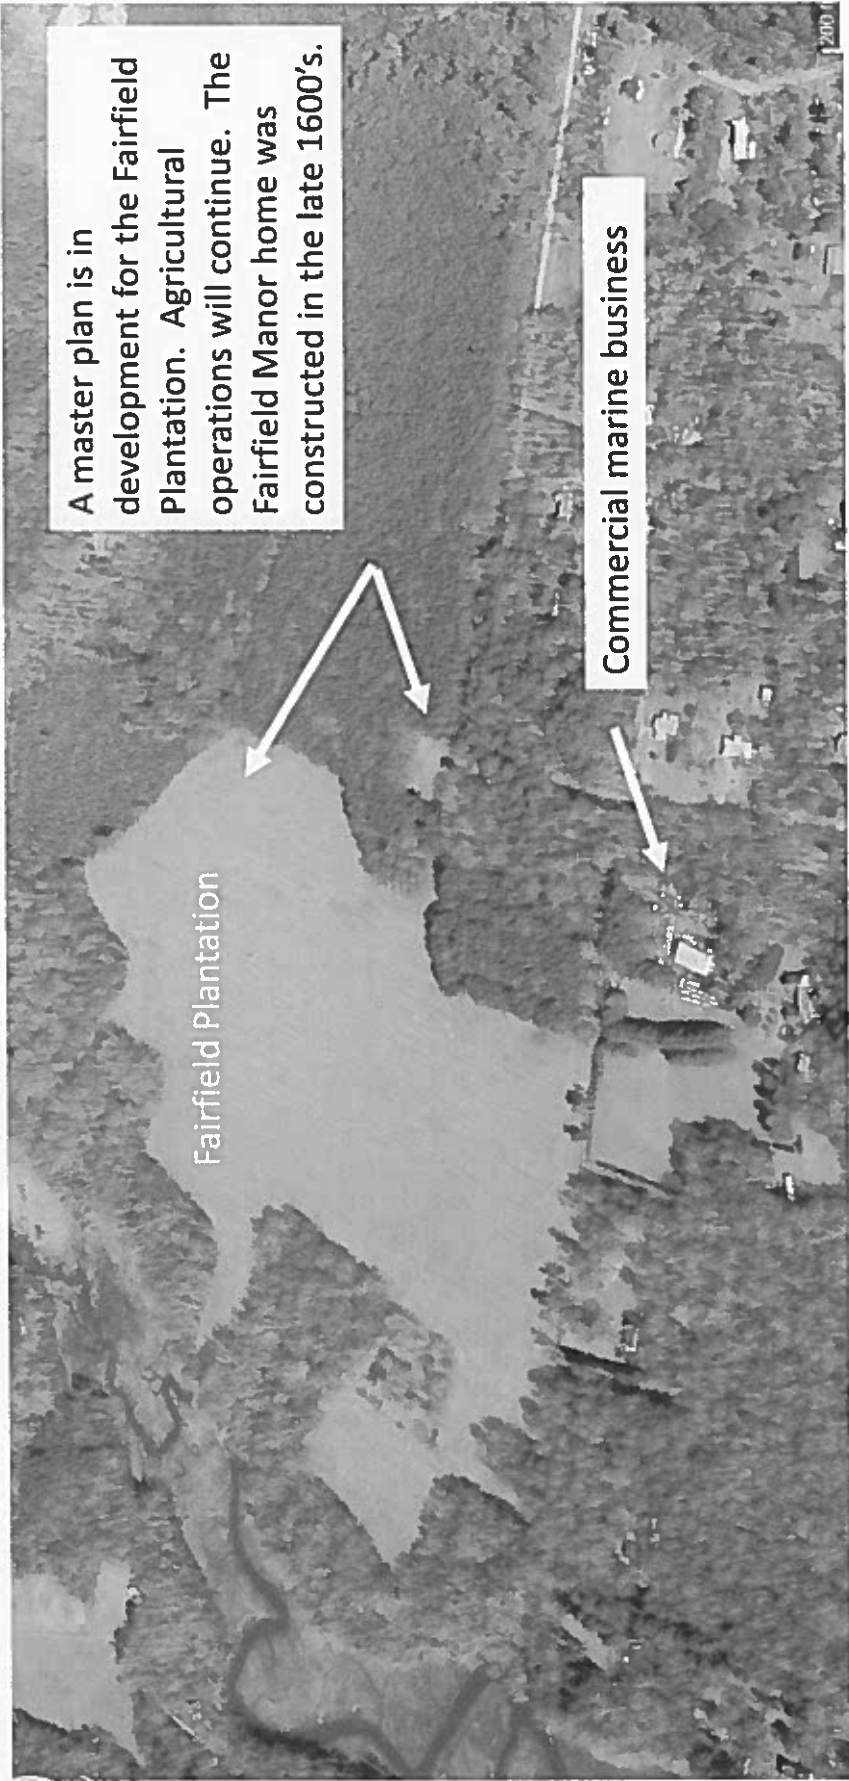 A master plan is in
development for the Fairfield
Plantation. Agricultural
operations will continue. The
Fairfield Manor home was
constructed in the late 1600's.
Fairfield Plantation
Commercial marine business